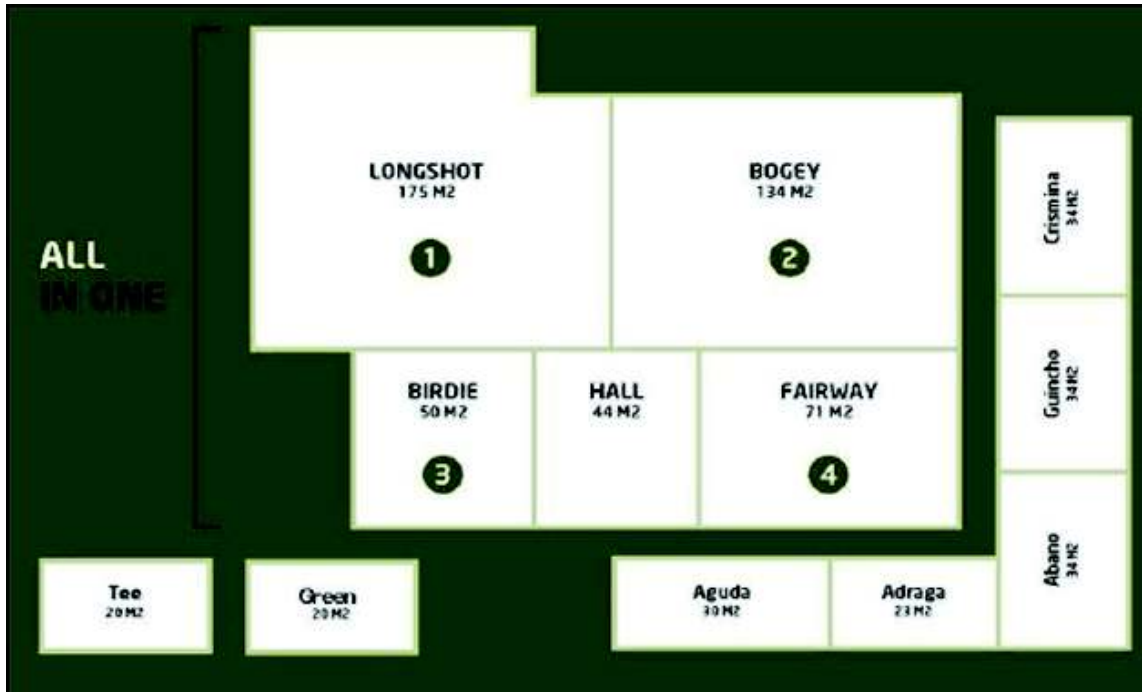 ALL
IN ONE
LONGSHOT
175 M2
1
BOGEY
134 M2
2
BIRDIE
50 M2
3
HALL
44 M2
FAIRWAY
71 M2
4
Crismina
34 M2
Guincho
34 M2
Abano
34 M2
Tee
20 M2
Green
20 M2
Aguda
30 M2
Adraga
23 M2